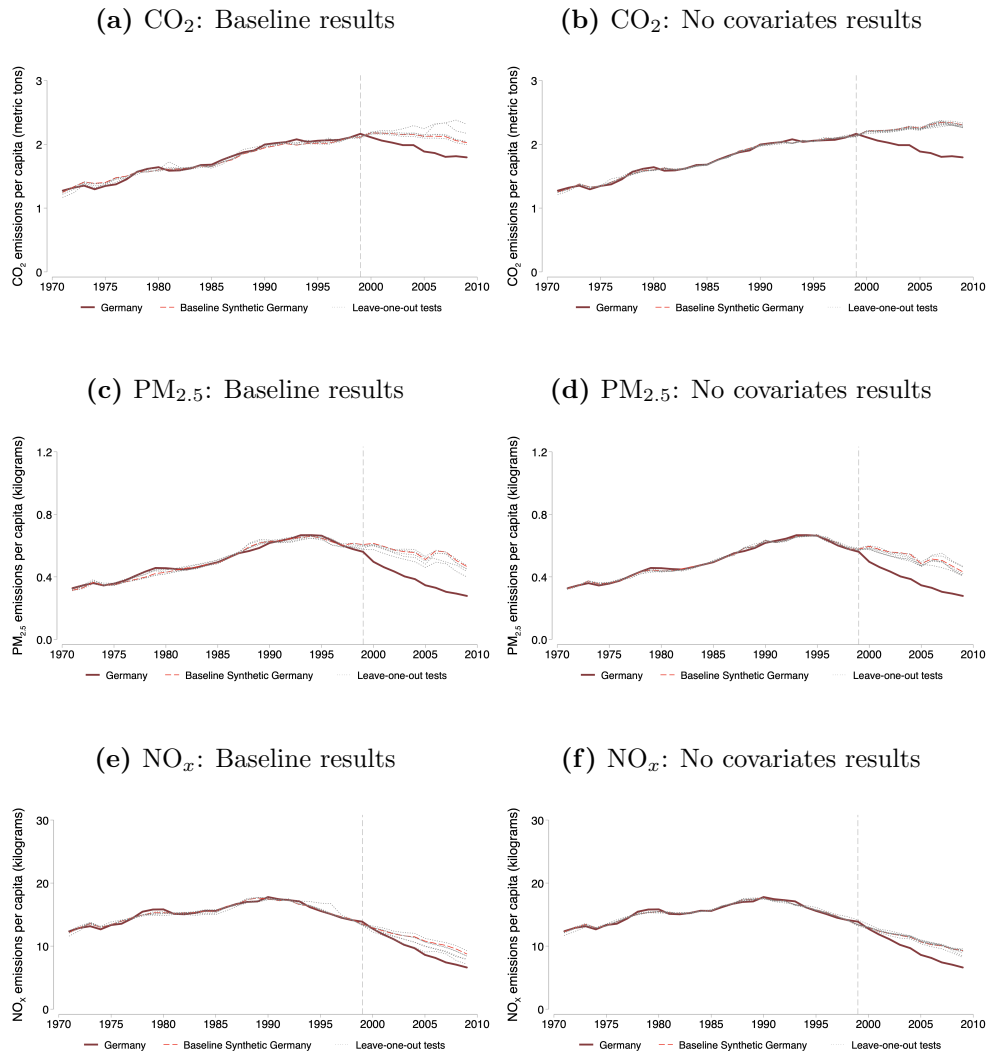 (a) CO₂: Baseline results
CO₂ emissions per capita (metric tons)
3
2
1
0
1970 1975 1980 1985 1990 1995 2000 2005 2010
Germany Baseline Synthetic Germany Leave-one-out tests
(b) CO₂: No covariates results
CO₂ emissions per capita (metric tons)
3
2
1
0
1970 1975 1980 1985 1990 1995 2000 2005 2010
Germany Baseline Synthetic Germany Leave-one-out tests
(c) PM₂.₅: Baseline results
PM₂.₅ emissions per capita (kilograms)
1.2
0.8
0.4
0.0
1970 1975 1980 1985 1990 1995 2000 2005 2010
Germany Baseline Synthetic Germany Leave-one-out tests
(d) PM₂.₅: No covariates results
PM₂.₅ emissions per capita (kilograms)
1.2
0.8
0.4
0.0
1970 1975 1980 1985 1990 1995 2000 2005 2010
Germany Baseline Synthetic Germany Leave-one-out tests
(e) NOₓ: Baseline results
NOₓ emissions per capita (kilograms)
30
20
10
0
1970 1975 1980 1985 1990 1995 2000 2005 2010
Germany Baseline Synthetic Germany Leave-one-out tests
(f) NOₓ: No covariates results
NOₓ emissions per capita (kilograms)
30
20
10
0
1970 1975 1980 1985 1990 1995 2000 2005 2010
Germany Baseline Synthetic Germany Leave-one-out tests